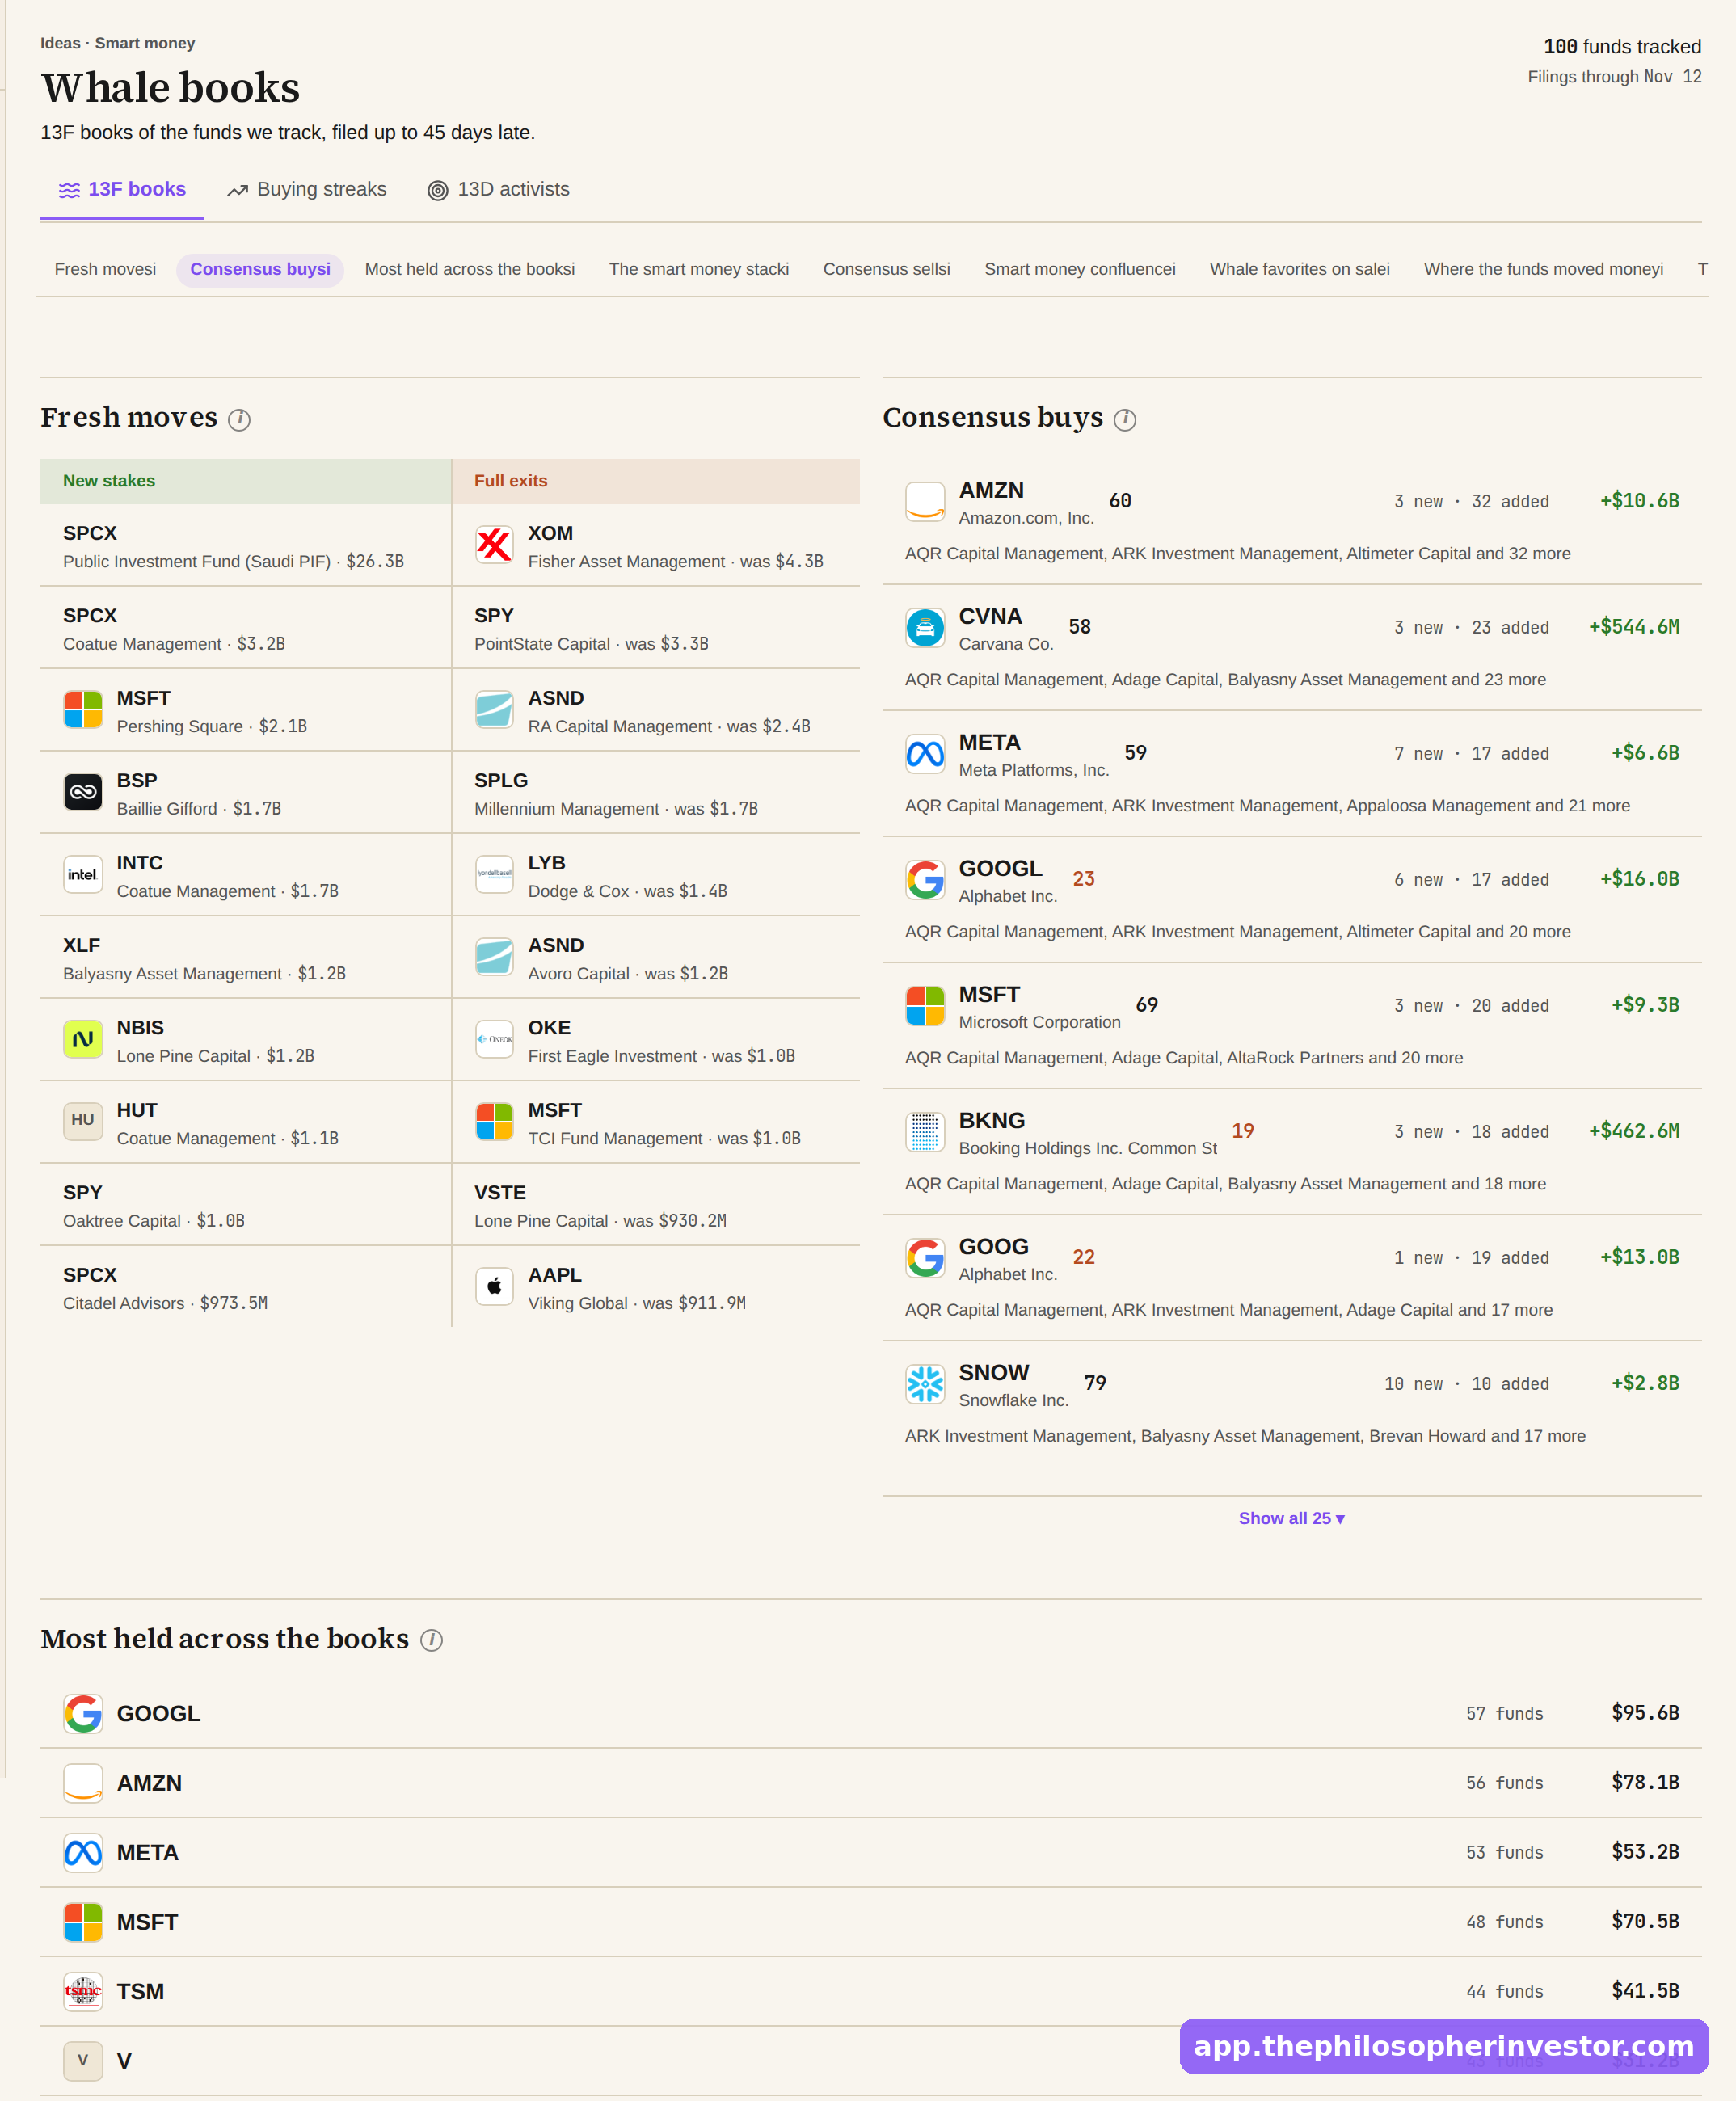 Ideas · Smart money
Whale books
13F books of the funds we track, filed up to 45 days late.
100 funds tracked
Filings through Nov 12
13F books
Buying streaks
13D activists
Fresh movesi
Consensus buysi
Most held across the booksi
The smart money stacki
Consensus sellsi
Smart money confluencei
Whale favorites on salei
Where the funds moved moneyi
T
Fresh moves i
New stakes
Full exits
SPCX
Public Investment Fund (Saudi PIF) · $26.3B
XOM
Fisher Asset Management · was $4.3B
SPCX
Coatue Management · $3.2B
SPY
PointState Capital · was $3.3B
MSFT
Pershing Square · $2.1B
ASND
RA Capital Management · was $2.4B
BSP
Baillie Gifford · $1.7B
SPLG
Millennium Management · was $1.7B
intel
INTC
Coatue Management · $1.7B
lyondellbasell
LYB
Dodge & Cox · was $1.4B
XLF
Balyasny Asset Management · $1.2B
ASND
Avoro Capital · was $1.2B
NBIS
Lone Pine Capital · $1.2B
ONEOK
OKE
First Eagle Investment · was $1.0B
HU
HUT
Coatue Management · $1.1B
MSFT
TCI Fund Management · was $1.0B
SPY
Oaktree Capital · $1.0B
VSTE
Lone Pine Capital · was $930.2M
SPCX
Citadel Advisors · $973.5M
AAPL
Viking Global · was $911.9M
Consensus buys i
AMZN
Amazon.com, Inc.
60
3 new · 32 added
+$10.6B
AQR Capital Management, ARK Investment Management, Altimeter Capital and 32 more
CVNA
Carvana Co.
58
3 new · 23 added
+$544.6M
AQR Capital Management, Adage Capital, Balyasny Asset Management and 23 more
META
Meta Platforms, Inc.
59
7 new · 17 added
+$6.6B
AQR Capital Management, ARK Investment Management, Appaloosa Management and 21 more
GOOGL
Alphabet Inc.
23
6 new · 17 added
+$16.0B
AQR Capital Management, ARK Investment Management, Altimeter Capital and 20 more
MSFT
Microsoft Corporation
69
3 new · 20 added
+$9.3B
AQR Capital Management, Adage Capital, AltaRock Partners and 20 more
BKNG
Booking Holdings Inc. Common St
19
3 new · 18 added
+$462.6M
AQR Capital Management, Adage Capital, Balyasny Asset Management and 18 more
GOOG
Alphabet Inc.
22
1 new · 19 added
+$13.0B
AQR Capital Management, ARK Investment Management, Adage Capital and 17 more
SNOW
Snowflake Inc.
79
10 new · 10 added
+$2.8B
ARK Investment Management, Balyasny Asset Management, Brevan Howard and 17 more
Show all 25 ▾
Most held across the books i
GOOGL
57 funds
$95.6B
AMZN
56 funds
$78.1B
META
53 funds
$53.2B
MSFT
48 funds
$70.5B
tsmc
TSM
44 funds
$41.5B
V
V
app.thephilosopherinvestor.com